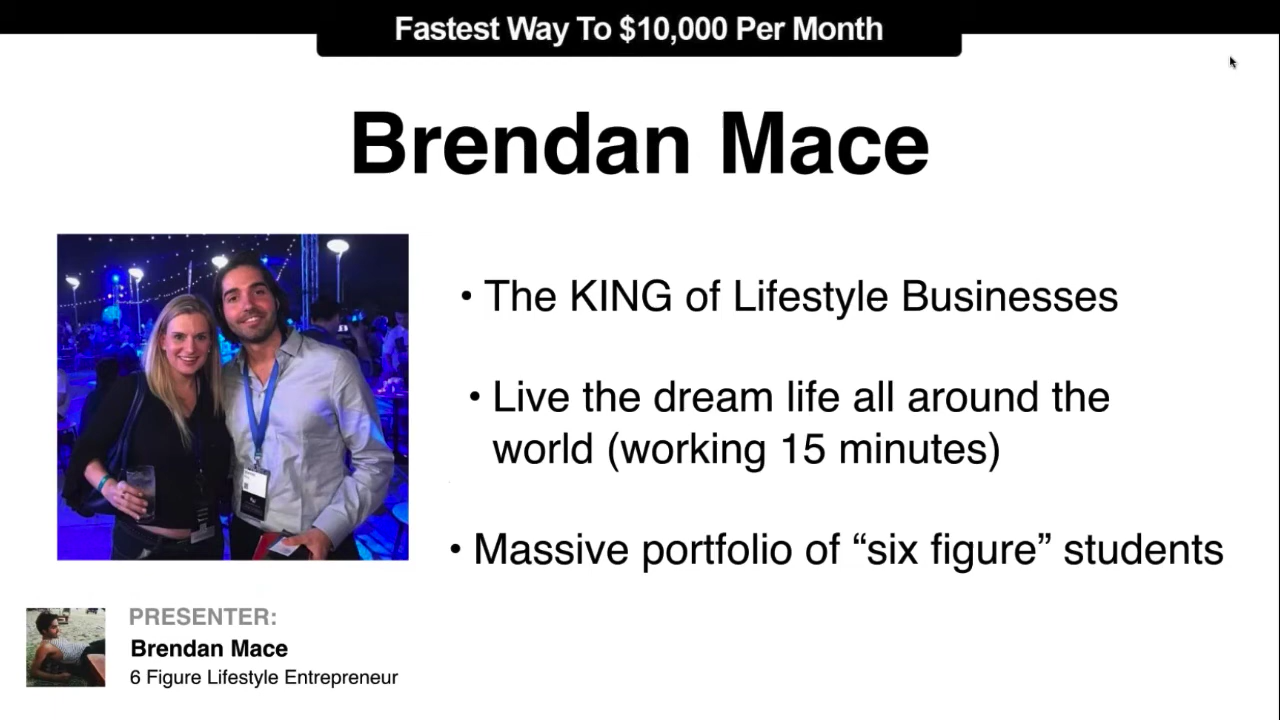 Fastest Way To $10,000 Per Month
Brendan Mace
• The KING of Lifestyle Businesses
• Live the dream life all around the
world (working 15 minutes)
• Massive portfolio of “six figure” students
PRESENTER:
Brendan Mace
6 Figure Lifestyle Entrepreneur